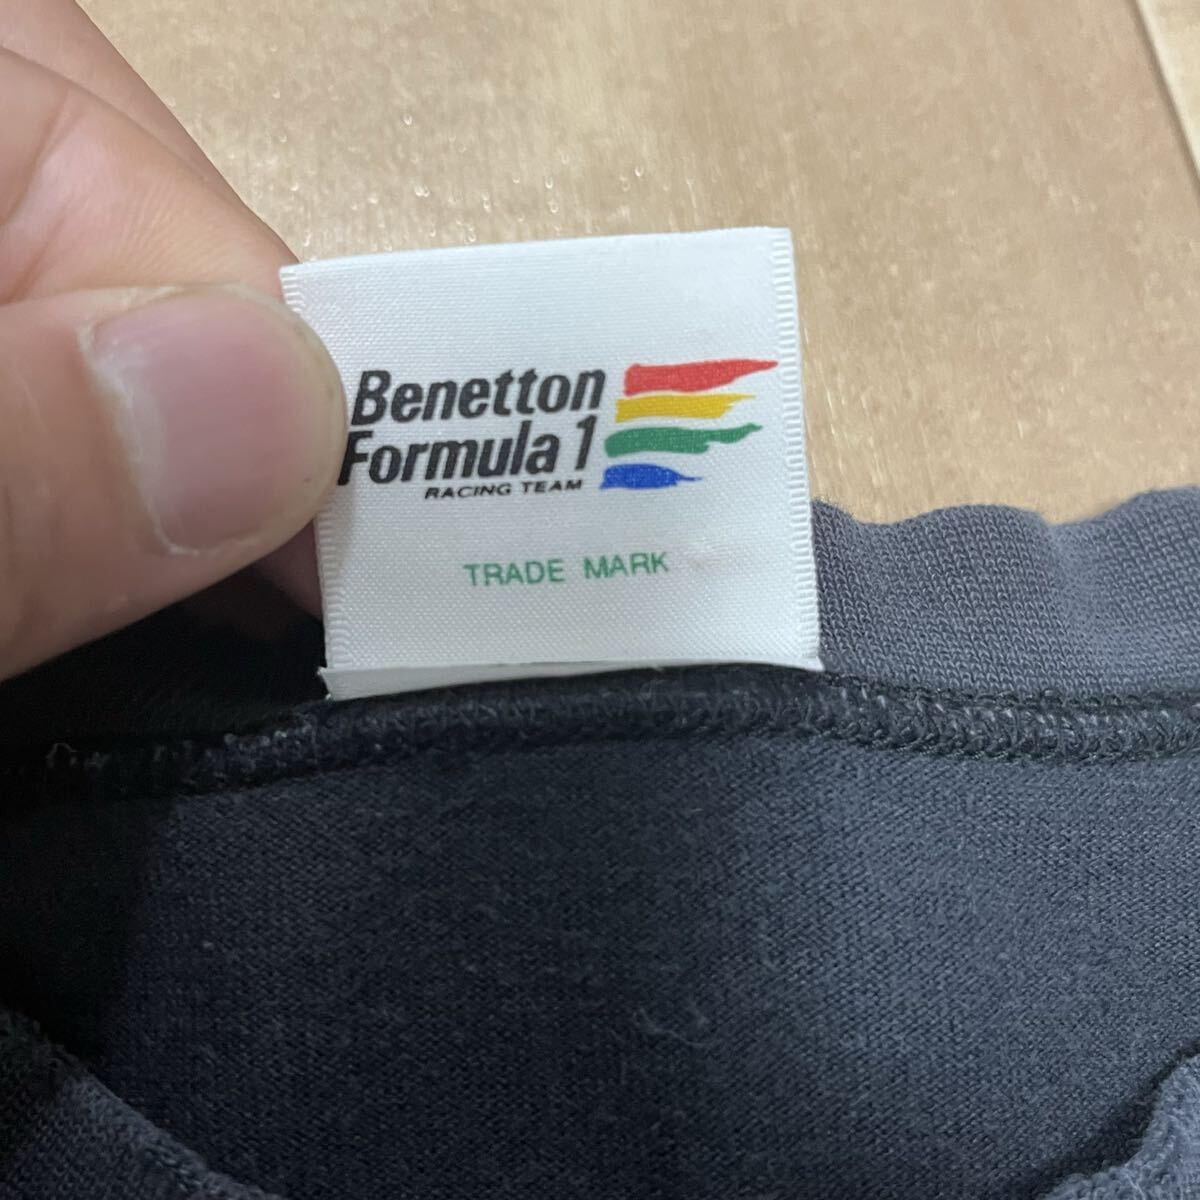 Benetton
Formula 1
RACING TEAM
TRADE MARK